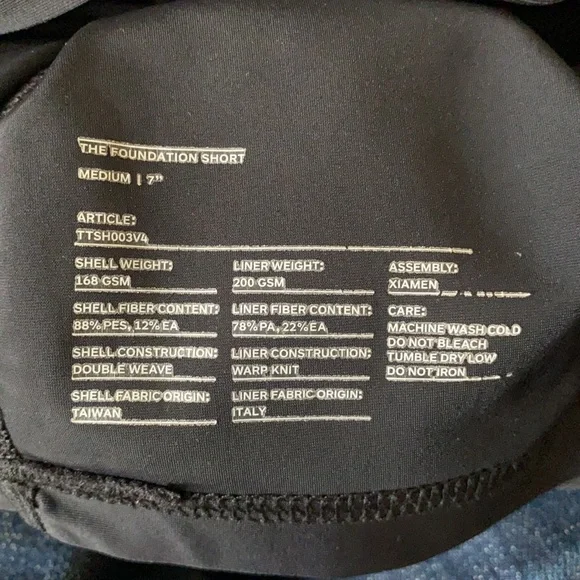 THE FOUNDATION SHORT
MEDIUM | 7"
ARTICLE:
TTSH003V4
SHELL WEIGHT:
168 GSM
SHELL FIBER CONTENT:
88% PES, 12% EA
SHELL CONSTRUCTION:
DOUBLE WEAVE
SHELL FABRIC ORIGIN:
TAIWAN
LINER WEIGHT:
200 GSM
LINER FIBER CONTENT:
78% PA, 22% EA
LINER CONSTRUCTION:
WARP KNIT
LINER FABRIC ORIGIN:
ITALY
ASSEMBLY:
XIAMEN
CARE:
MACHINE WASH COLD
DO NOT BLEACH
TUMBLE DRY LOW
DO NOT IRON